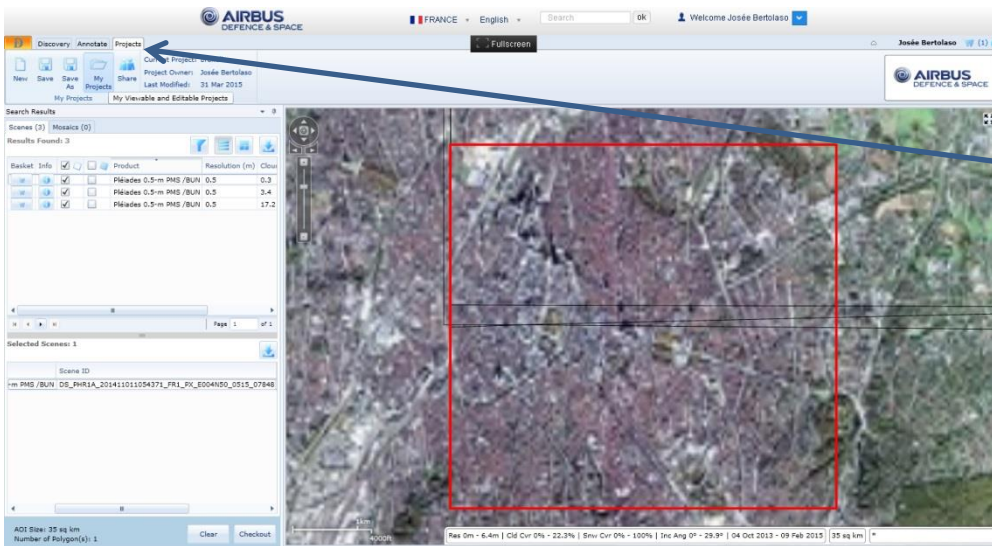 AIRBUS
DEFENCE & SPACE
FRANCE English Search ok Welcome Josée Bertolaso
Discovery Annotate Projects
Fullscreen
Josée Bertolaso (1)
Current Project:
Project Owner: Josée Bertolaso
Last Modified: 31 Mar 2015
New Save Save As My Projects Share
My Projects
My Viewable and Editable Projects
AIRBUS
DEFENCE & SPACE
Search Results
Scenes (3) Mosaics (0)
Results Found: 3
Basket Info Product Resolution (m) Clou
Pléiades 0.5-m PMS /BUN 0.5 0.3
Pléiades 0.5-m PMS /BUN 0.5 3.4
Pléiades 0.5-m PMS /BUN 0.5 17.2
Page 1 of 1
Selected Scenes: 1
Scene ID
-m PMS /BUN DS_PHR1A_201411011054371_FR1_PX_E004N50_0515_07848
AOI Size: 35 sq km
Number of Polygon(s): 1
Clear Checkout
1km
4000ft
Res 0m - 6.4m | Cld Cvr 0% - 22.3% | Snw Cvr 0% - 100% | Inc Ang 0° - 29.9° | 04 Oct 2013 - 09 Feb 2015 35 sq km *